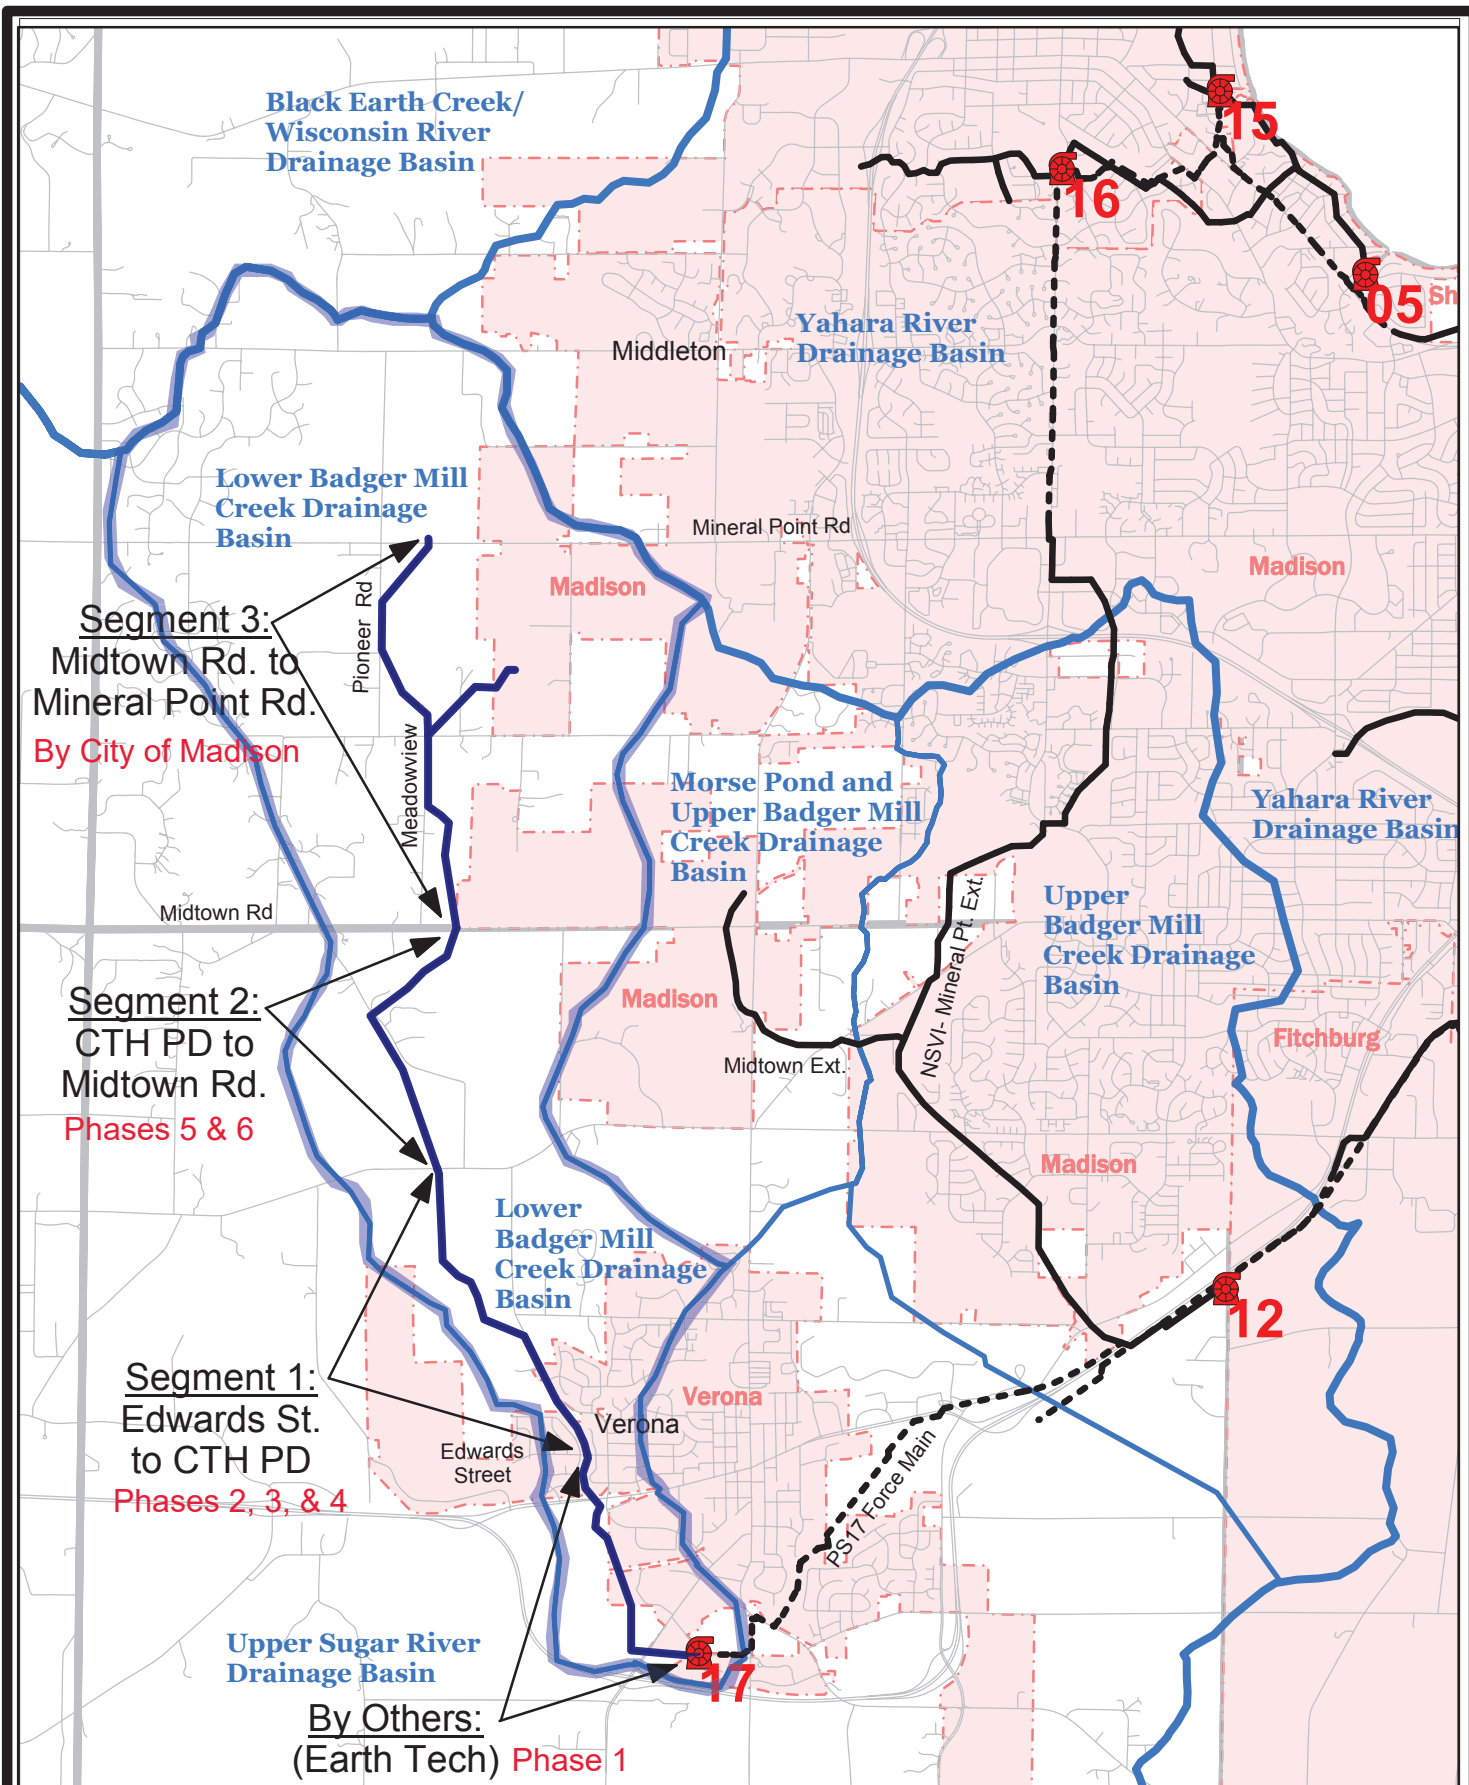 Black Earth Creek/
Wisconsin River
Drainage Basin
15
16
05
Sh
Yahara River
Drainage Basin
Middleton
Lower Badger Mill
Creek Drainage
Basin
Mineral Point Rd
Madison
Madison
Pioneer Rd
Segment 3:
Midtown Rd. to
Mineral Point Rd.
By City of Madison
Meadowview
Morse Pond and
Upper Badger Mill
Creek Drainage
Basin
Yahara River
Drainage Basin
Midtown Rd
NSVI- Mineral Pt. Ext.
Upper
Badger Mill
Creek Drainage
Basin
Segment 2:
CTH PD to
Midtown Rd.
Phases 5 & 6
Madison
Fitchburg
Midtown Ext.
Madison
Lower
Badger Mill
Creek Drainage
Basin
12
Segment 1:
Edwards St.
to CTH PD
Phases 2, 3, & 4
Verona
Verona
Edwards
Street
PS17 Force Main
Upper Sugar River
Drainage Basin
17
By Others:
(Earth Tech) Phase 1